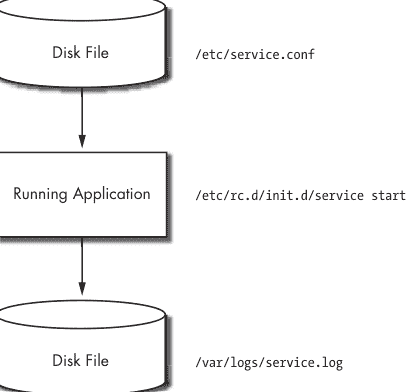 Disk File /etc/service.conf
Running Application /etc/rc.d/init.d/service start
Disk File /var/logs/service.log